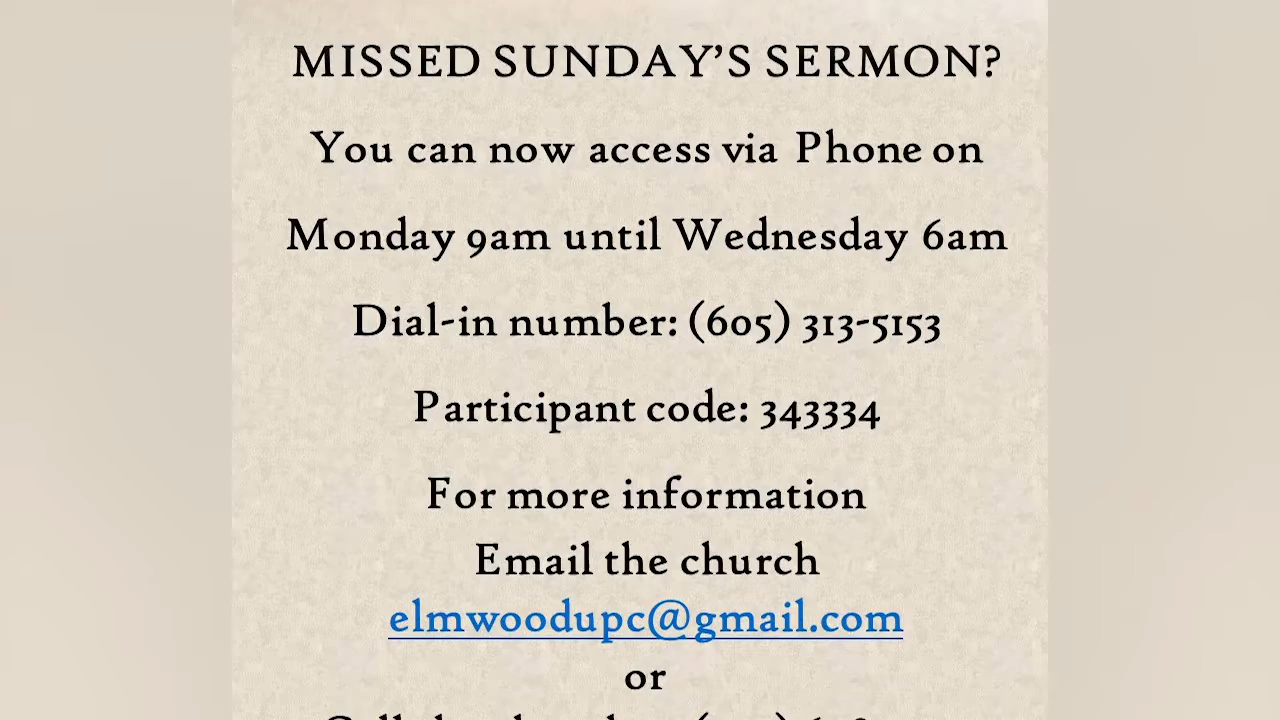 MISSED SUNDAY'S SERMON?
You can now access via Phone on
Monday 9am until Wednesday 6am
Dial-in number: (605) 313-5153
Participant code: 343334
For more information
Email the church
elmwoodupc@gmail.com
or